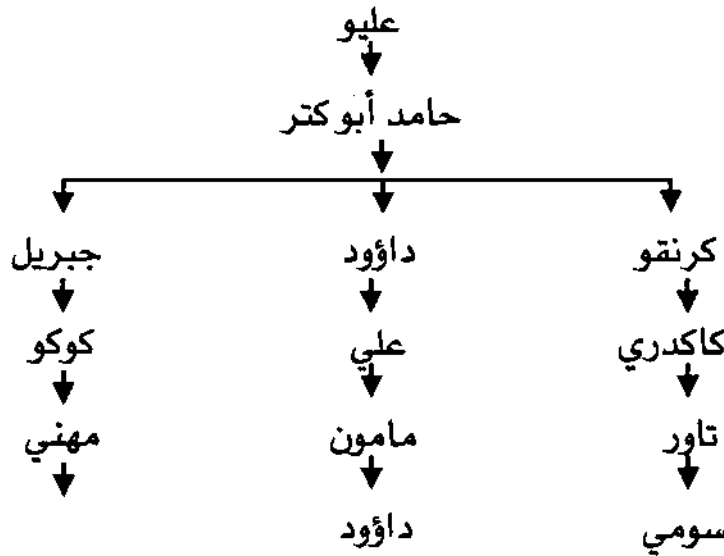 عليو
حامد أبوكتر
كرنقو داؤود جبريل
كاكدري علي كوكو
تاور مامون مهني
سومي داؤود